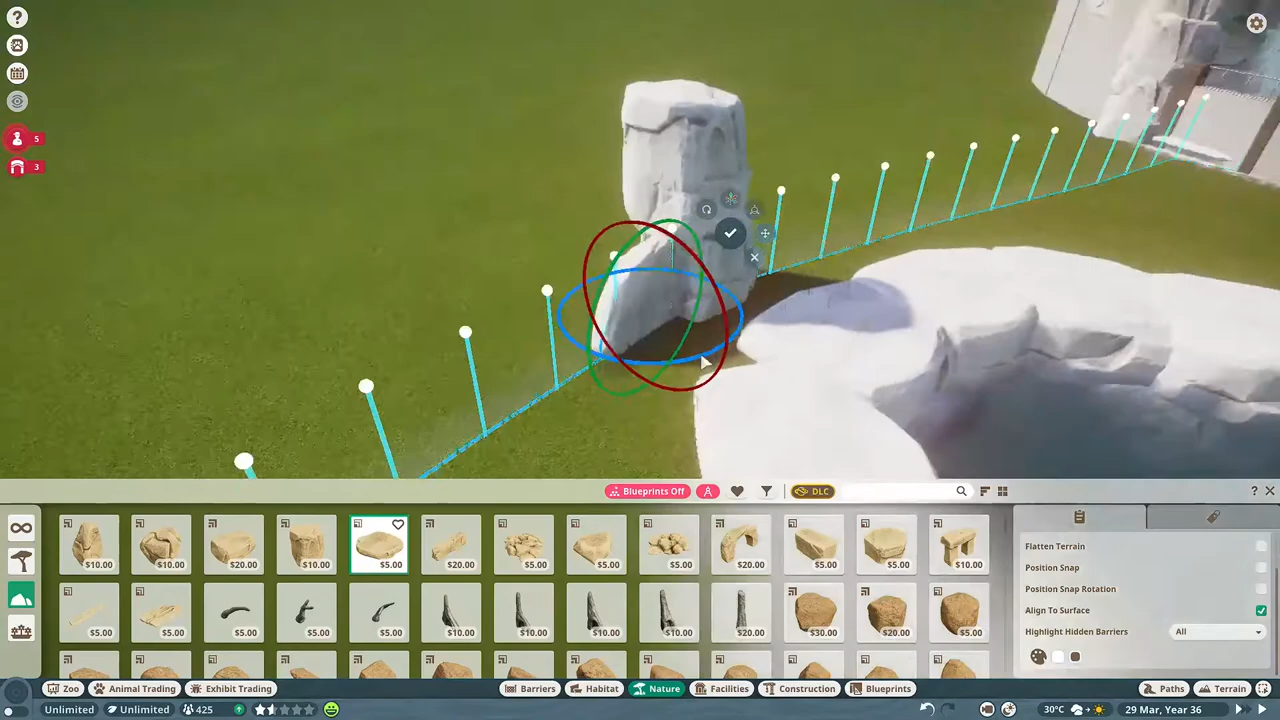 ?
5
3
Blueprints Off
DLC
? X
$10.00 $10.00 $20.00 $10.00 $5.00 $20.00 $5.00 $5.00 $5.00 $20.00 $5.00 $5.00 $10.00
$5.00 $5.00 $5.00 $5.00 $5.00 $10.00 $10.00 $10.00 $10.00 $20.00 $30.00 $20.00 $5.00
Flatten Terrain
Position Snap
Position Snap Rotation
Align To Surface
Highlight Hidden Barriers All
Zoo Animal Trading Exhibit Trading Barriers Habitat Nature Facilities Construction Blueprints Paths Terrain
Unlimited Unlimited 425 30°C 29 Mar, Year 36